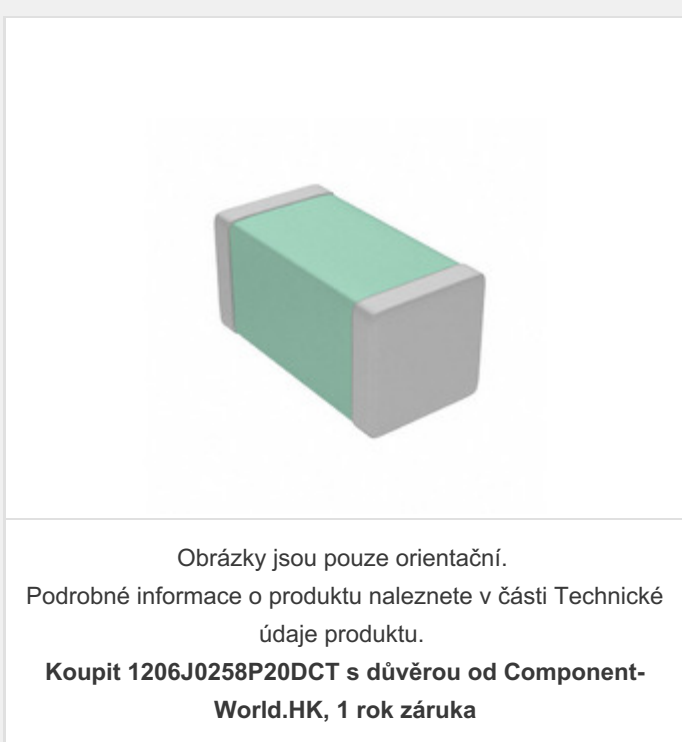 Obrázky jsou pouze orientační.
Podrobné informace o produktu naleznete v části Technické
údaje produktu.
Koupit 1206J0258P20DCT s důvěrou od Component-
World.HK, 1 rok záruka